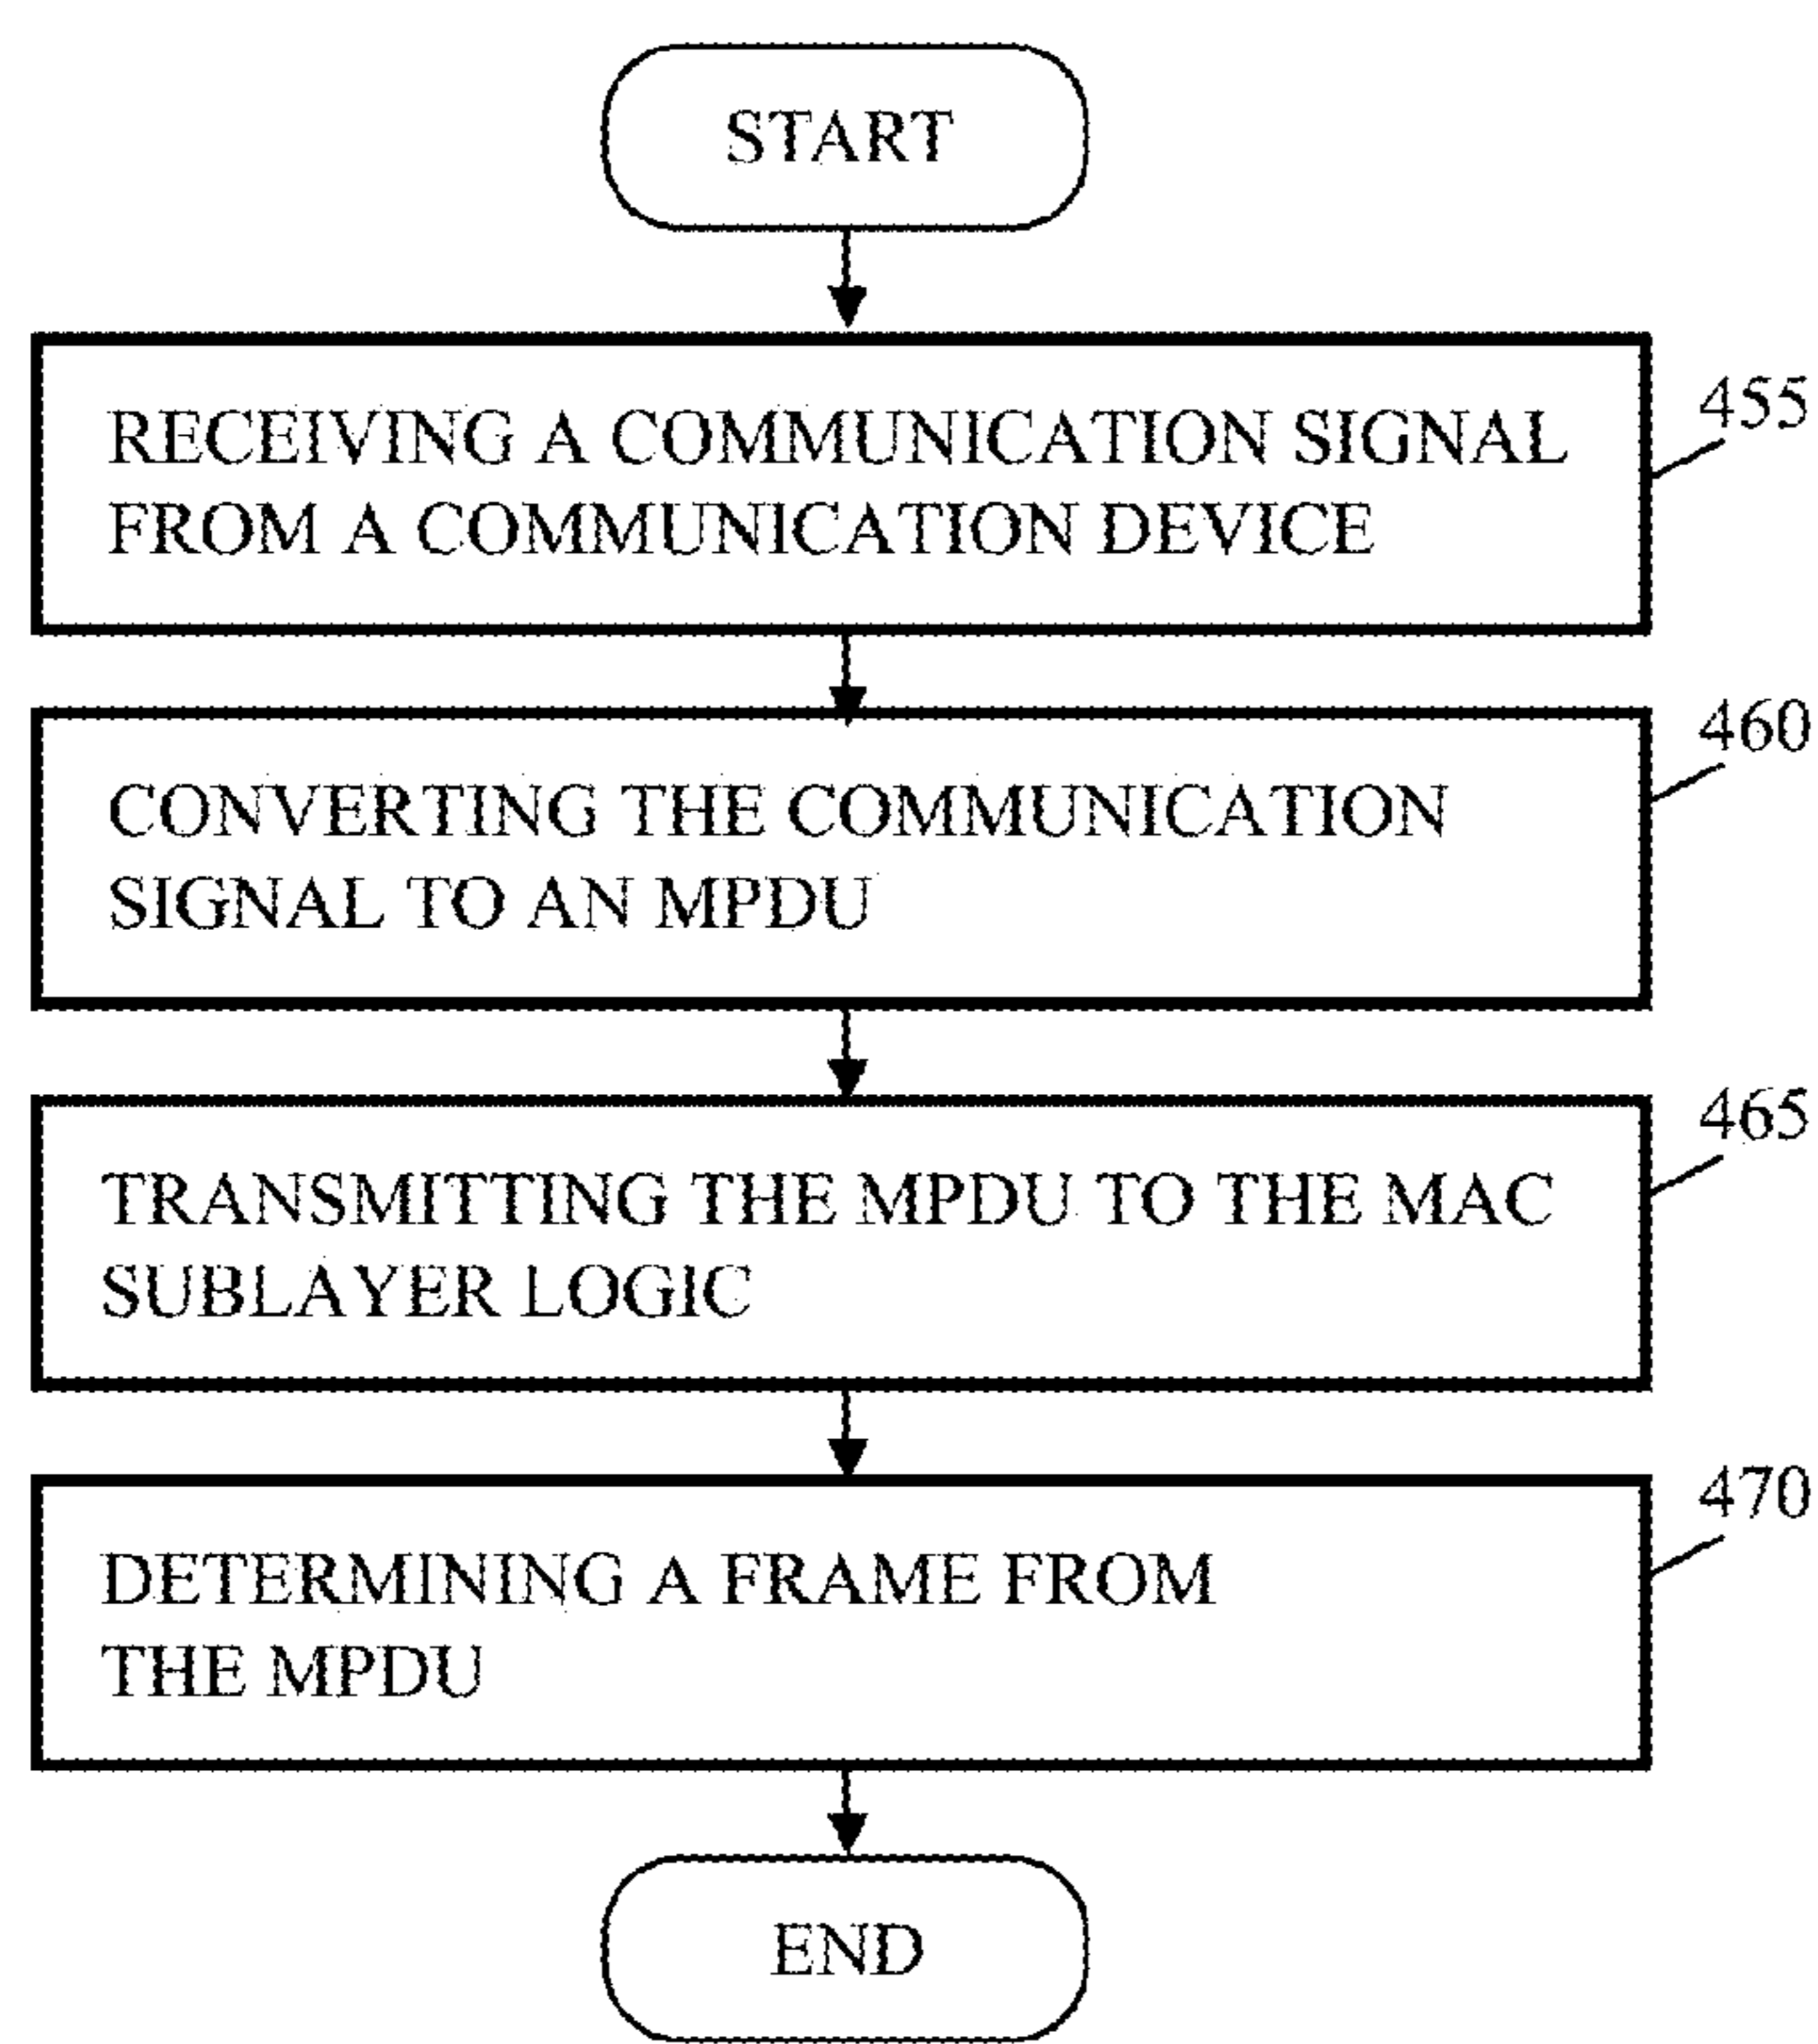 START
RECEIVING A COMMUNICATION SIGNAL
FROM A COMMUNICATION DEVICE
455
CONVERTING THE COMMUNICATION
SIGNAL TO AN MPDU
460
TRANSMITTING THE MPDU TO THE MAC
SUBLAYER LOGIC
465
DETERMINING A FRAME FROM
THE MPDU
470
END